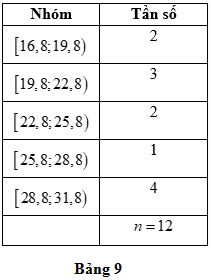 Nhóm Tần số
[16,8;19,8) 2
[19,8;22,8) 3
[22,8;25,8) 2
[25,8;28,8) 1
[28,8;31,8) 4
n = 12
Bảng 9